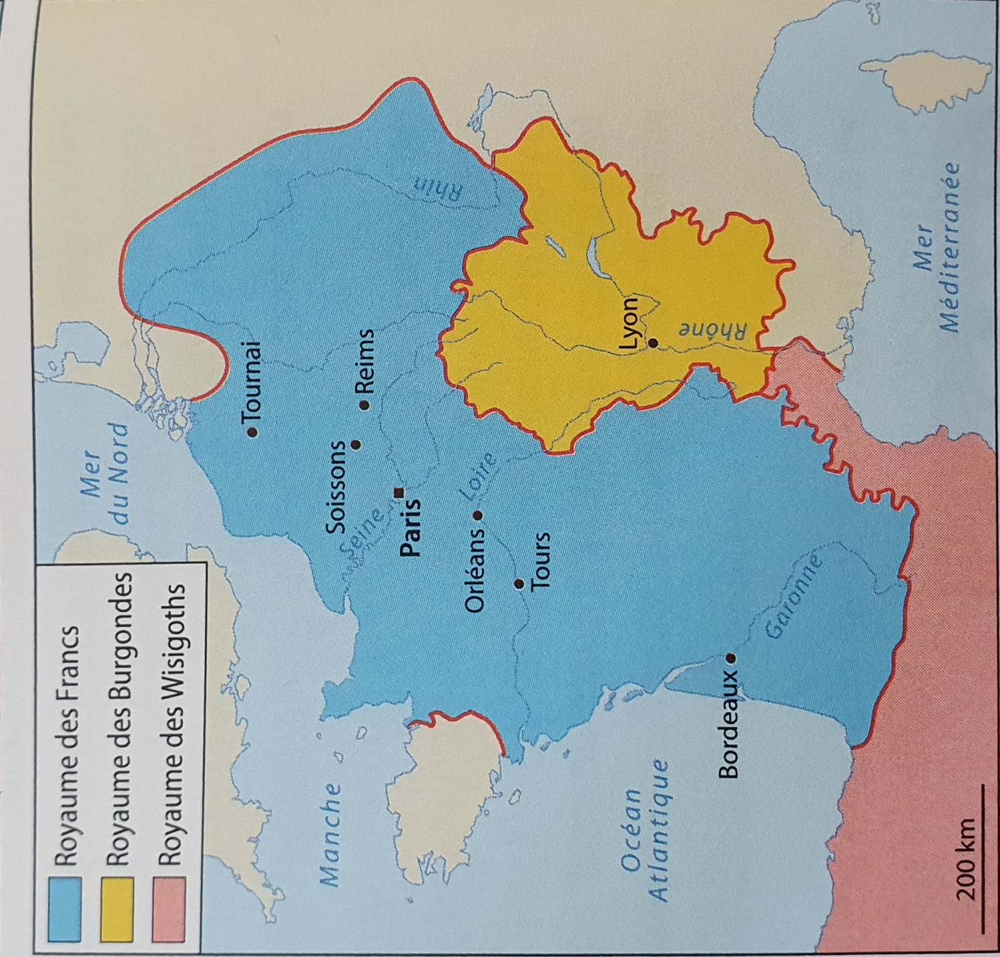 Royaume des Francs
Royaume des Burgondes
Royaume des Wisigoths
Mer
du Nord
Manche
Tournai
Soissons
Reims
Seine
Paris
Rhin
Orléans
Loire
Tours
Lyon
Rhône
Océan
Atlantique
Bordeaux
Garonne
Mer
Méditerranée
200 km